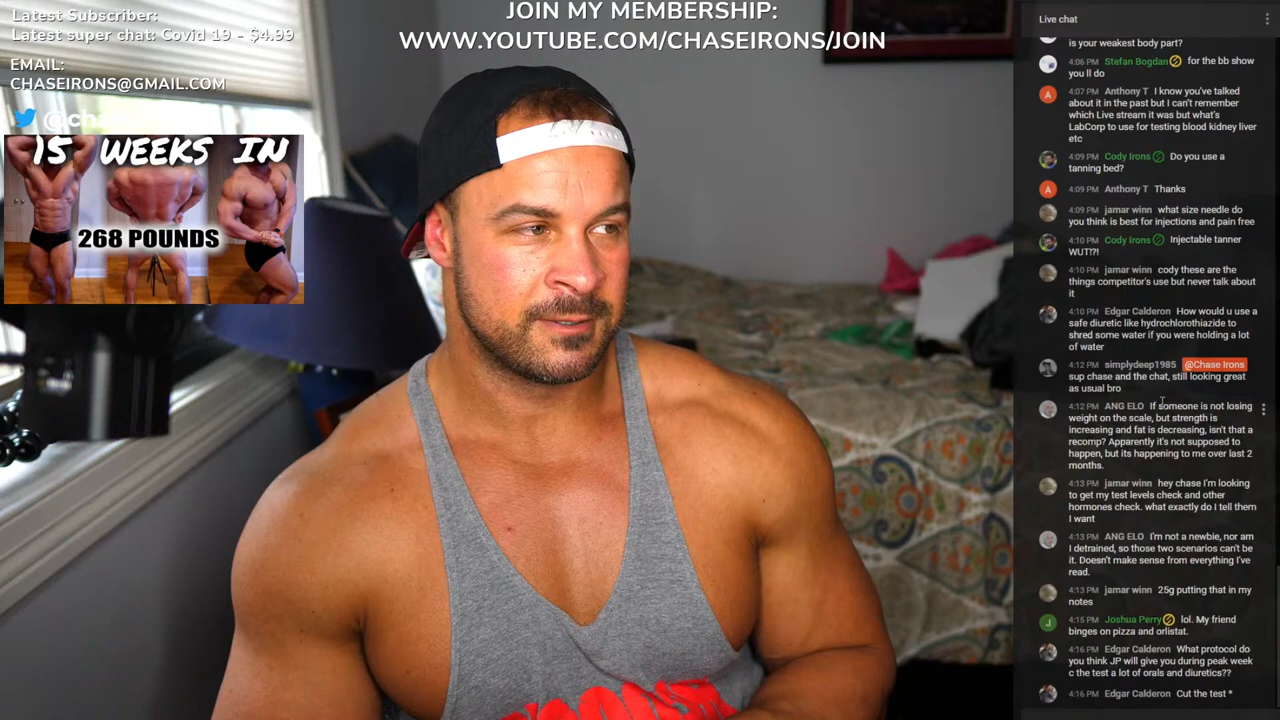 Latest Subscriber:
Latest super chat: Covid 19 - $4.99
EMAIL:
CHASEIRONS@GMAIL.COM
15 WEEKS IN
268 POUNDS
JOIN MY MEMBERSHIP:
WWW.YOUTUBE.COM/CHASEIRONS/JOIN
Live chat
is your weakest body part?
4:06 PM Stefan Bogdan for the bb show
you ll do
4:07 PM Anthony T I know you've talked
about it in the past but I can't remember
which Live stream it was but what's
LabCorp to use for testing blood kidney liver
etc
4:09 PM Cody Irons Do you use a
tanning bed?
4:09 PM Anthony T Thanks
4:09 PM jamar winn what size needle do
you think is best for injections and pain free
4:10 PM Cody Irons Injectable tanner
WUT!?!
4:10 PM jamar winn cody these are the
things competitor's use but never talk about
it
4:10 PM Edgar Calderon How would u use a
safe diuretic like hydrochlorothiazide to
shred some water if you were holding a lot
of water
4:12 PM simplydeep1985 @Chase Irons
sup chase and the chat, still looking great
as usual bro
4:12 PM ANG ELO If someone is not losing
weight on the scale, but strength is
increasing and fat is decreasing, isn't that a
recomp? Apparently it's not supposed to
happen, but its happening to me over last 2
months.
4:13 PM jamar winn hey chase I'm looking
to get my test levels check and other
hormones check. what exactly do I tell them
I want
4:13 PM ANG ELO I'm not a newbie, nor am
I detrained, so those two scenarios can't be
it. Doesn't make sense from everything I've
read.
4:13 PM jamar winn 25g putting that in my
notes
4:15 PM Joshua Perry lol. My friend
binges on pizza and orlistat.
4:16 PM Edgar Calderon What protocol do
you think JP will give you during peak week
c the test a lot of orals and diuretics??
4:16 PM Edgar Calderon Cut the test *